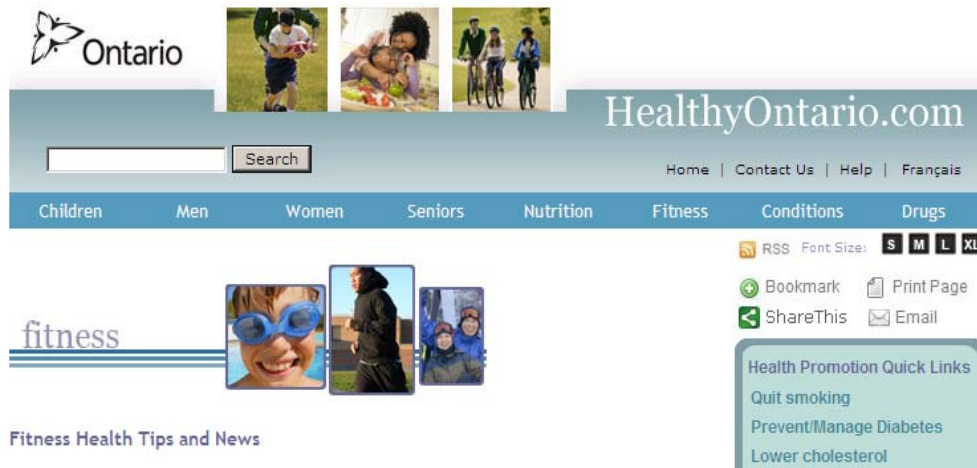 Ontario
HealthyOntario.com
Search
Home | Contact Us | Help | Français
Children Men Women Seniors Nutrition Fitness Conditions Drugs
RSS Font Size: S M L XL
Bookmark Print Page
ShareThis Email
fitness
Health Promotion Quick Links
Quit smoking
Prevent/Manage Diabetes
Lower cholesterol
Fitness Health Tips and News